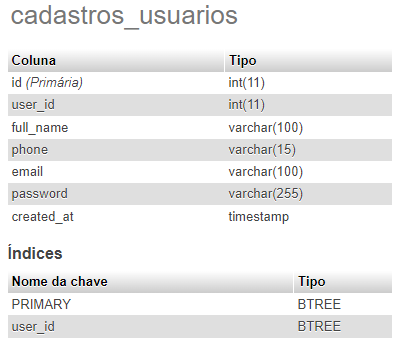 cadastros_usuarios
Coluna Tipo
id (Primária) int(11)
user_id int(11)
full_name varchar(100)
phone varchar(15)
email varchar(100)
password varchar(255)
created_at timestamp
Índices
Nome da chave Tipo
PRIMARY BTREE
user_id BTREE